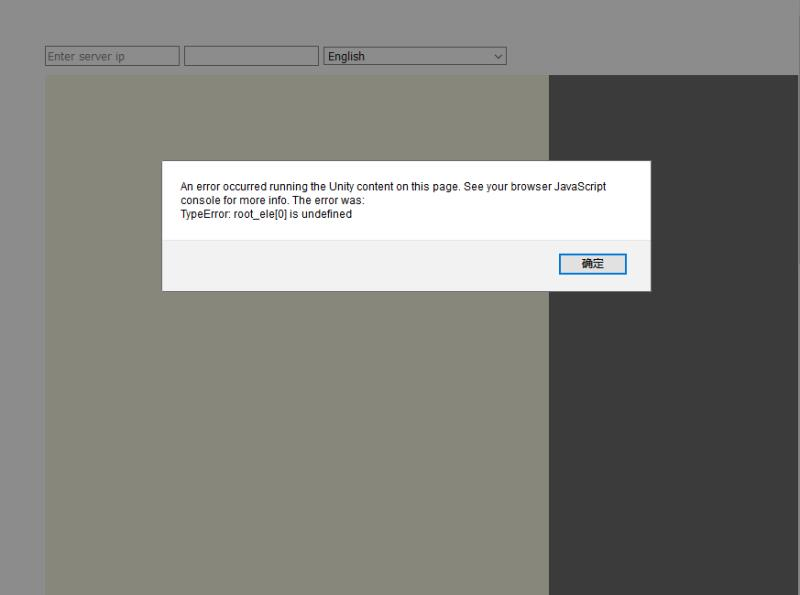 Enter server ip
English
An error occurred running the Unity content on this page. See your browser JavaScript
console for more info. The error was:
TypeError: root_ele[0] is undefined
确定